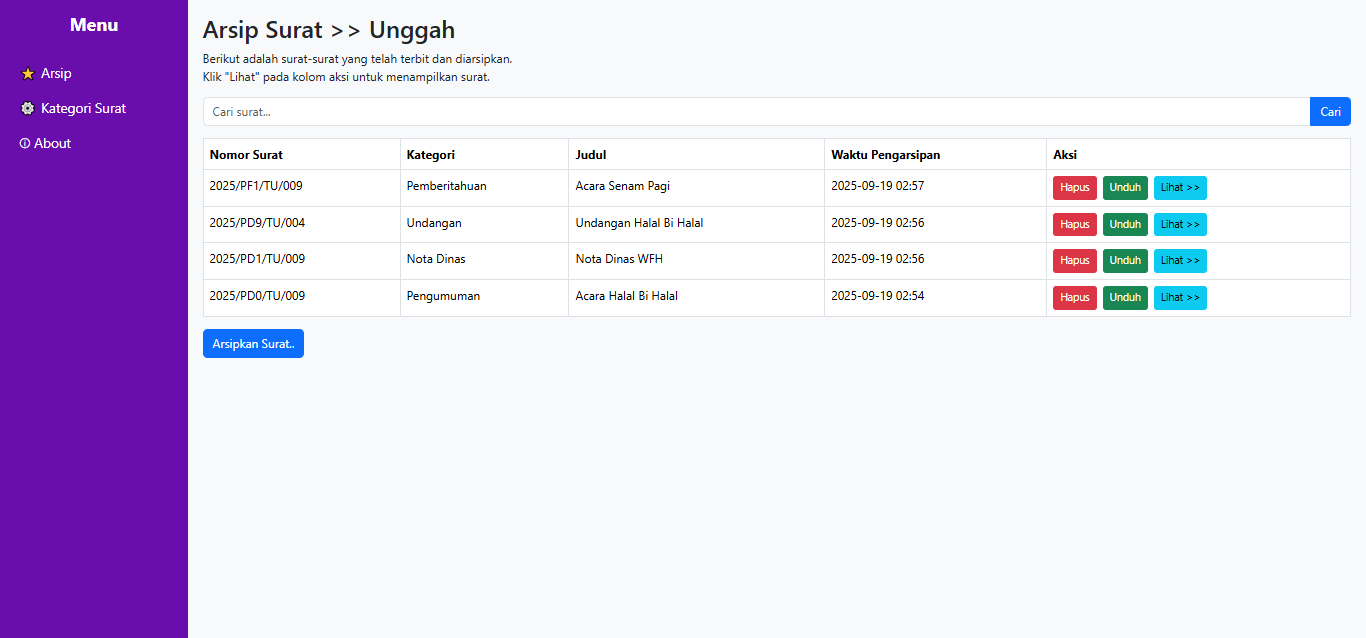 Menu
Arsip
Kategori Surat
About
Arsip Surat >> Unggah
Berikut adalah surat-surat yang telah terbit dan diarsipkan.
Klik "Lihat" pada kolom aksi untuk menampilkan surat.
Cari surat... Cari
Nomor Surat Kategori Judul Waktu Pengarsipan Aksi
2025/PF1/TU/009 Pemberitahuan Acara Senam Pagi 2025-09-19 02:57 Hapus Unduh Lihat >>
2025/PD9/TU/004 Undangan Undangan Halal Bi Halal 2025-09-19 02:56 Hapus Unduh Lihat >>
2025/PD1/TU/009 Nota Dinas Nota Dinas WFH 2025-09-19 02:56 Hapus Unduh Lihat >>
2025/PD0/TU/009 Pengumuman Acara Halal Bi Halal 2025-09-19 02:54 Hapus Unduh Lihat >>
Arsipkan Surat..